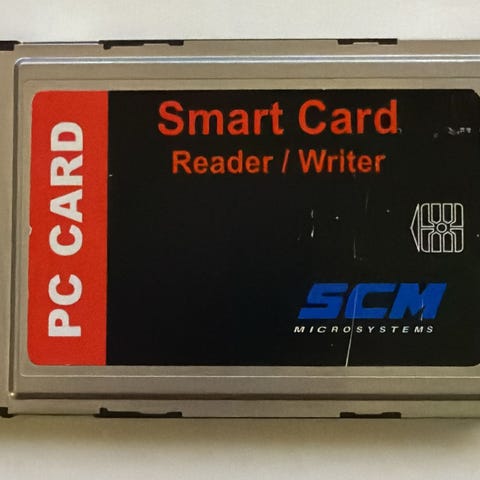 PC CARD
Smart Card
Reader / Writer
SCM
MICROSYSTEMS